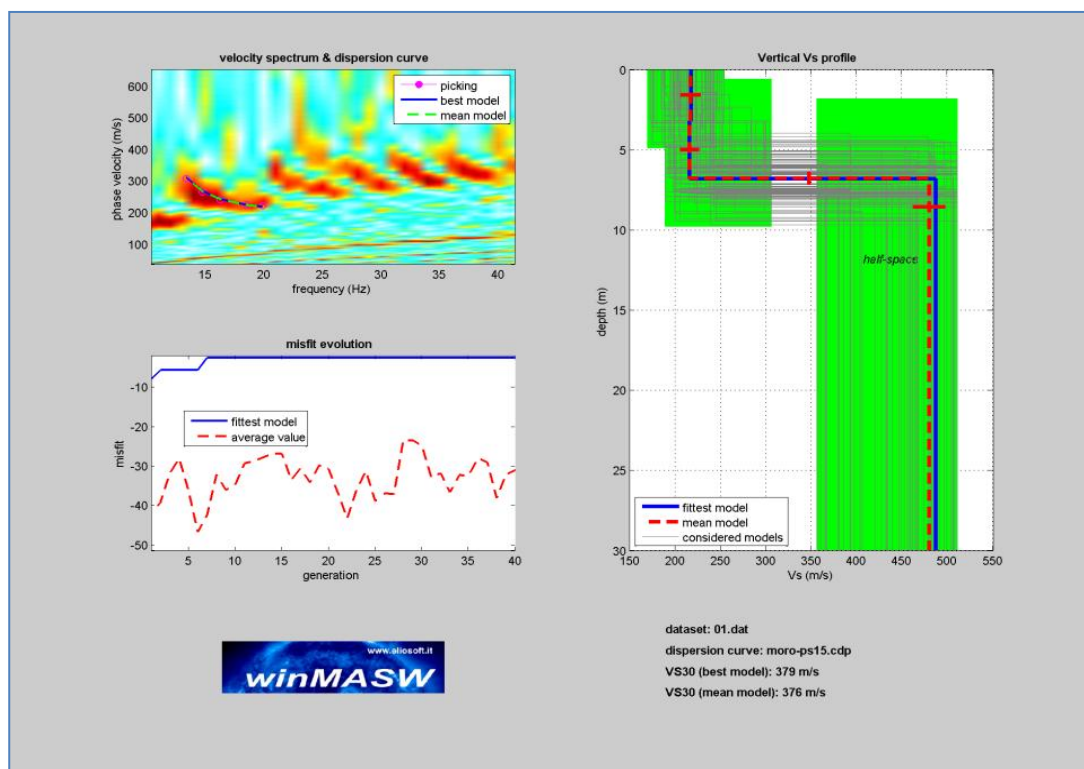 velocity spectrum & dispersion curve
600
500
400
300
200
100
phase velocity (m/s)
picking
best model
mean model
15
20
25
30
35
40
frequency (Hz)
misfit evolution
-10
-20
-30
-40
-50
misfit
fittest model
average value
5
10
15
20
25
30
35
40
generation
www.eliosoft.it
winMASW
Vertical Vs profile
0
5
10
15
20
25
30
depth (m)
half-space
fittest model
mean model
considered models
150
200
250
300
350
400
450
500
550
Vs (m/s)
dataset: 01.dat
dispersion curve: moro-ps15.cdp
VS30 (best model): 379 m/s
VS30 (mean model): 376 m/s